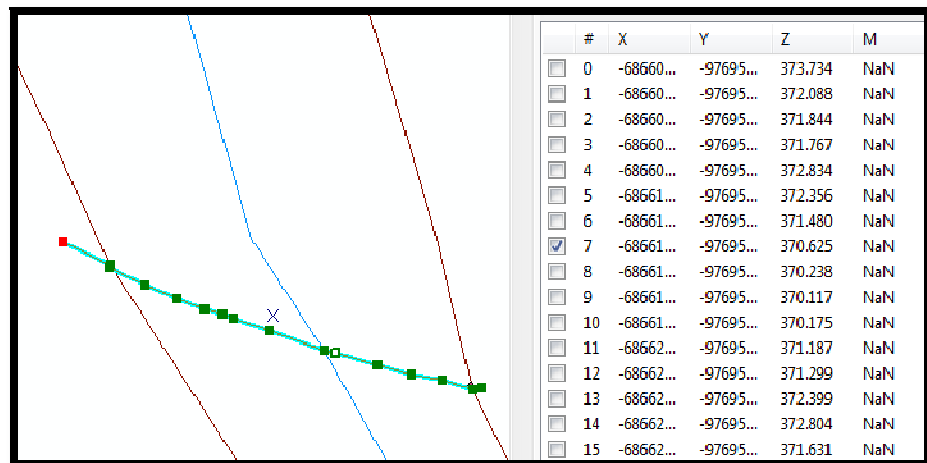 # X Y Z M
0 -68660... -97695... 373.734 NaN
1 -68660... -97695... 372.088 NaN
2 -68660... -97695... 371.844 NaN
3 -68660... -97695... 371.767 NaN
4 -68660... -97695... 372.834 NaN
5 -68661... -97695... 372.356 NaN
6 -68661... -97695... 371.480 NaN
7 -68661... -97695... 370.625 NaN
8 -68661... -97695... 370.238 NaN
9 -68661... -97695... 370.117 NaN
10 -68661... -97695... 370.175 NaN
11 -68662... -97695... 371.187 NaN
12 -68662... -97695... 371.299 NaN
13 -68662... -97695... 372.399 NaN
14 -68662... -97695... 372.804 NaN
15 -68662... -97695... 371.631 NaN